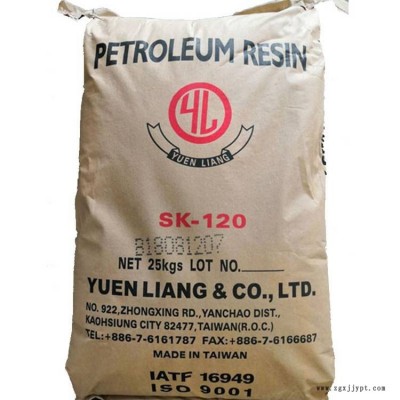 PETROLEUM RESIN
YL
YUEN LIANG
SK-120
B18081207
NET 25kgs LOT NO.______
YUEN LIANG & CO., LTD.
NO. 922,ZHONGXING RD.,YANCHAO DIST.,
KAOHSIUNG CITY 82477,TAIWAN(R.O.C.)
TEL:+886-7-6161787 FAX:+886-7-6166687
MADE IN TAIWAN
IATF 16949
ISO 9001
www.zgxjjypt.com